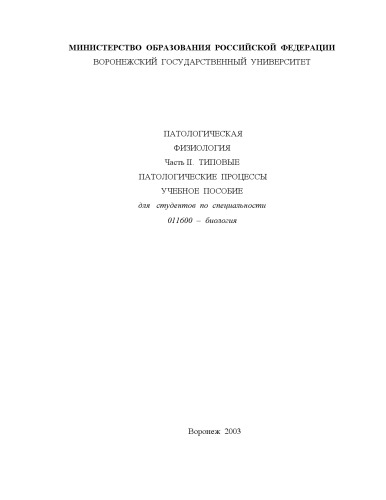 МИНИСТЕРСТВО ОБРАЗОВАНИЯ РОССИЙСКОЙ ФЕДЕРАЦИИ
ВОРОНЕЖСКИЙ ГОСУДАРСТВЕННЫЙ УНИВЕРСИТЕТ
ПАТОЛОГИЧЕСКАЯ
ФИЗИОЛОГИЯ
Часть II. ТИПОВЫЕ
ПАТОЛОГИЧЕСКИЕ ПРОЦЕССЫ
УЧЕБНОЕ ПОСОБИЕ
для студентов по специальности
011600 – биология
Воронеж 2003